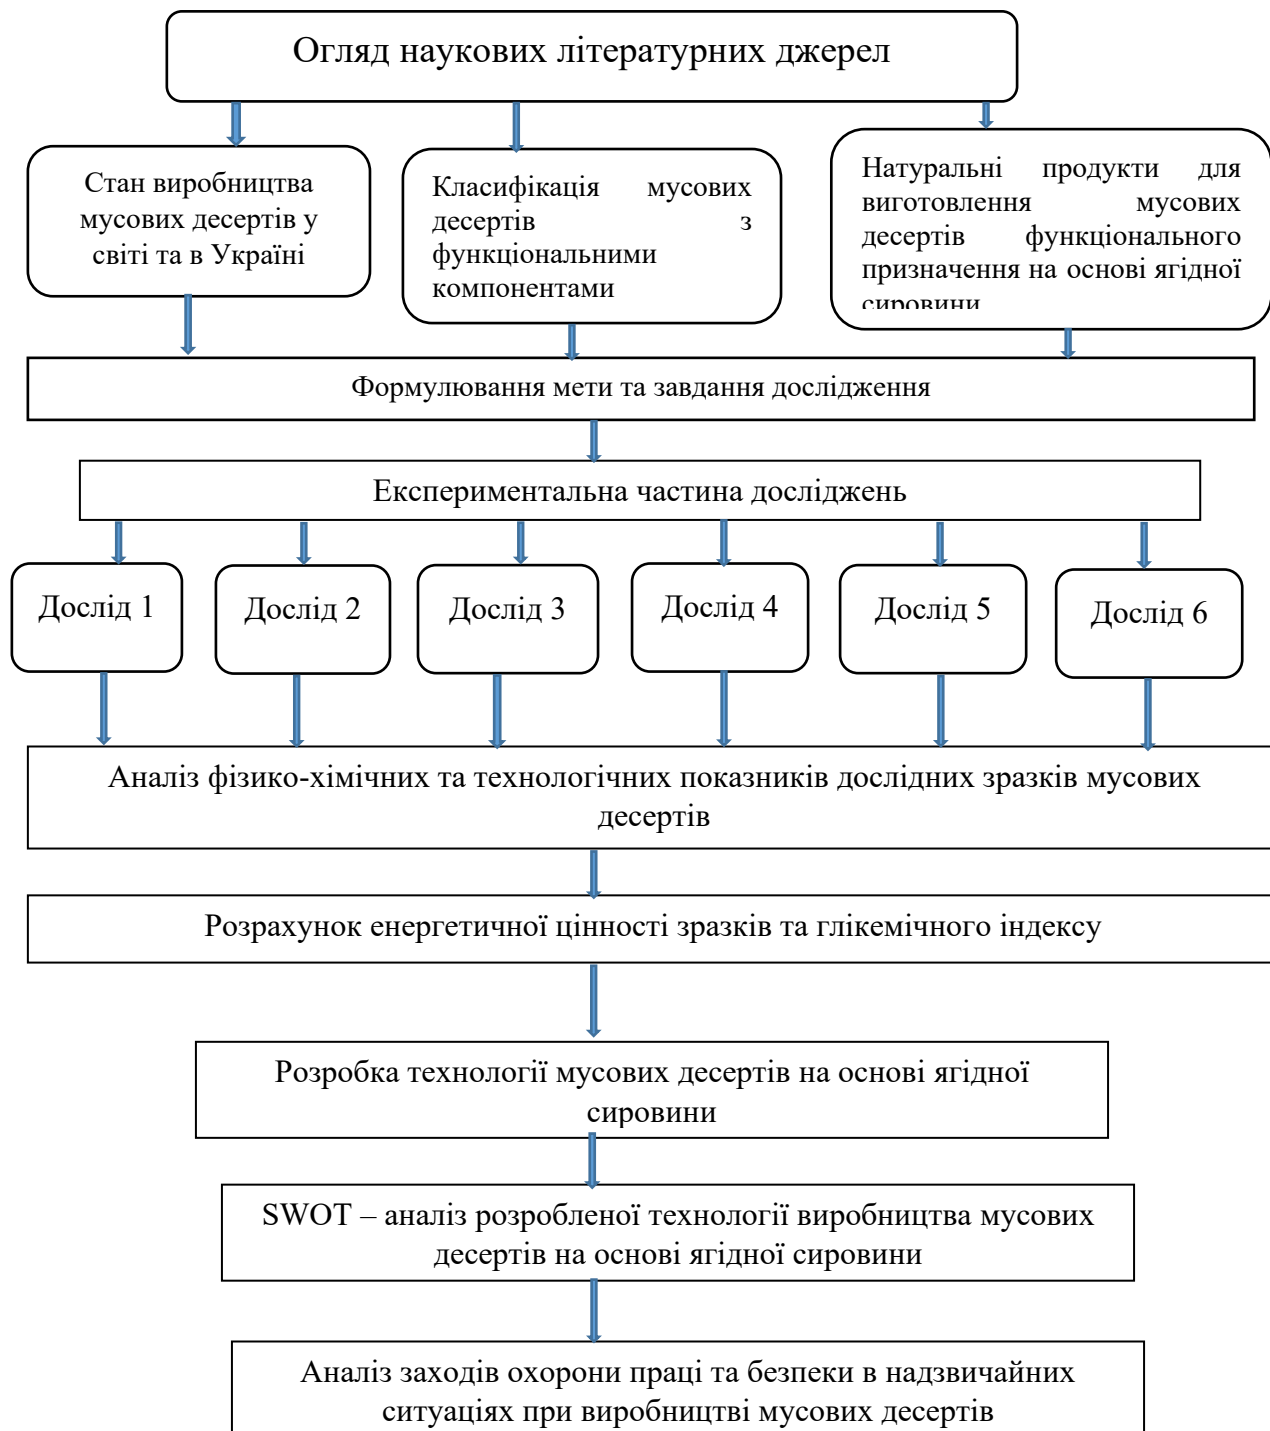 Огляд наукових літературних джерел
Стан виробництва
мусових десертів у
світі та в Україні
Класифікація мусових
десертів з
функціональними
компонентами
Натуральні продукти для
виготовлення мусових
десертів функціонального
призначення на основі ягідної
сировини
Формулювання мети та завдання дослідження
Експериментальна частина досліджень
Дослід 1
Дослід 2
Дослід 3
Дослід 4
Дослід 5
Дослід 6
Аналіз фізико-хімічних та технологічних показників дослідних зразків мусових
десертів
Розрахунок енергетичної цінності зразків та глікемічного індексу
Розробка технології мусових десертів на основі ягідної
сировини
SWOT – аналіз розробленої технології виробництва мусових
десертів на основі ягідної сировини
Аналіз заходів охорони праці та безпеки в надзвичайних
ситуаціях при виробництві мусових десертів